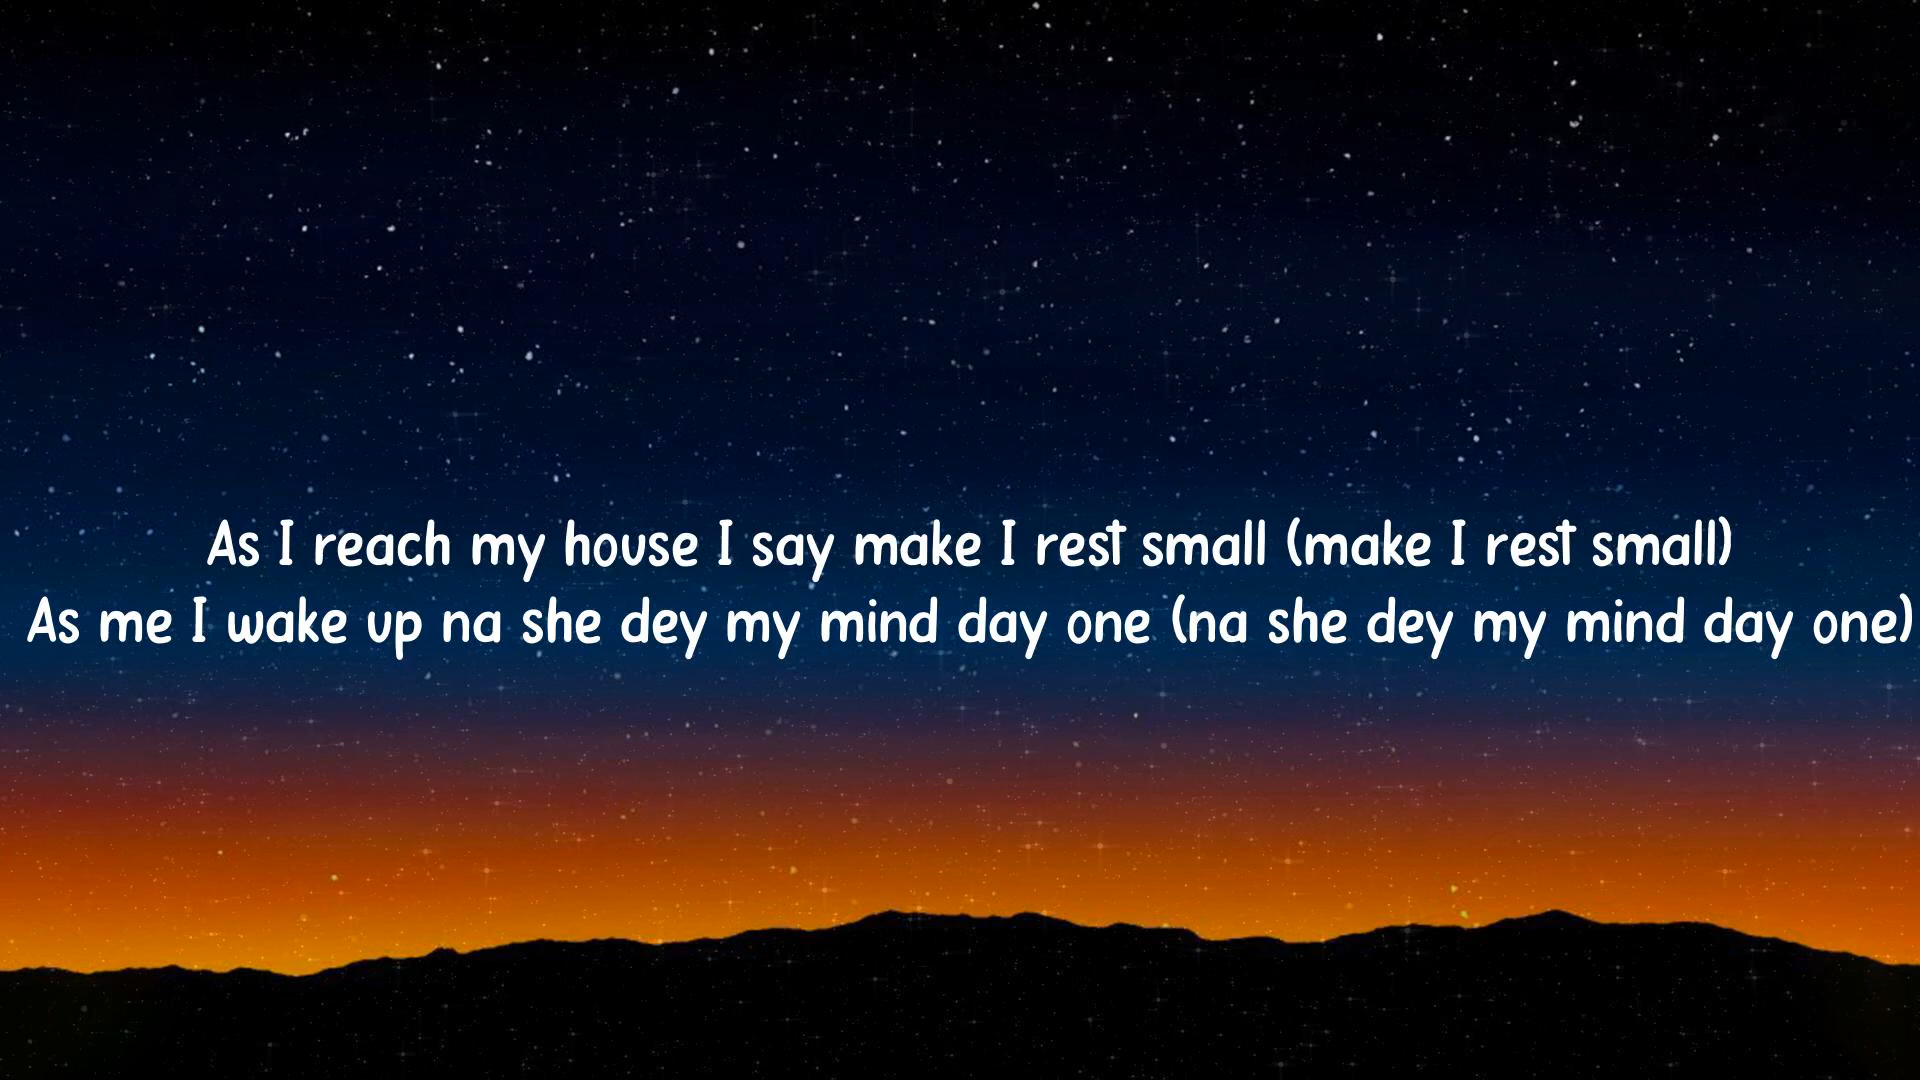 As I reach my house I say make I rest small (make I rest small)
As me I wake up na she dey my mind day one (na she dey my mind day one)